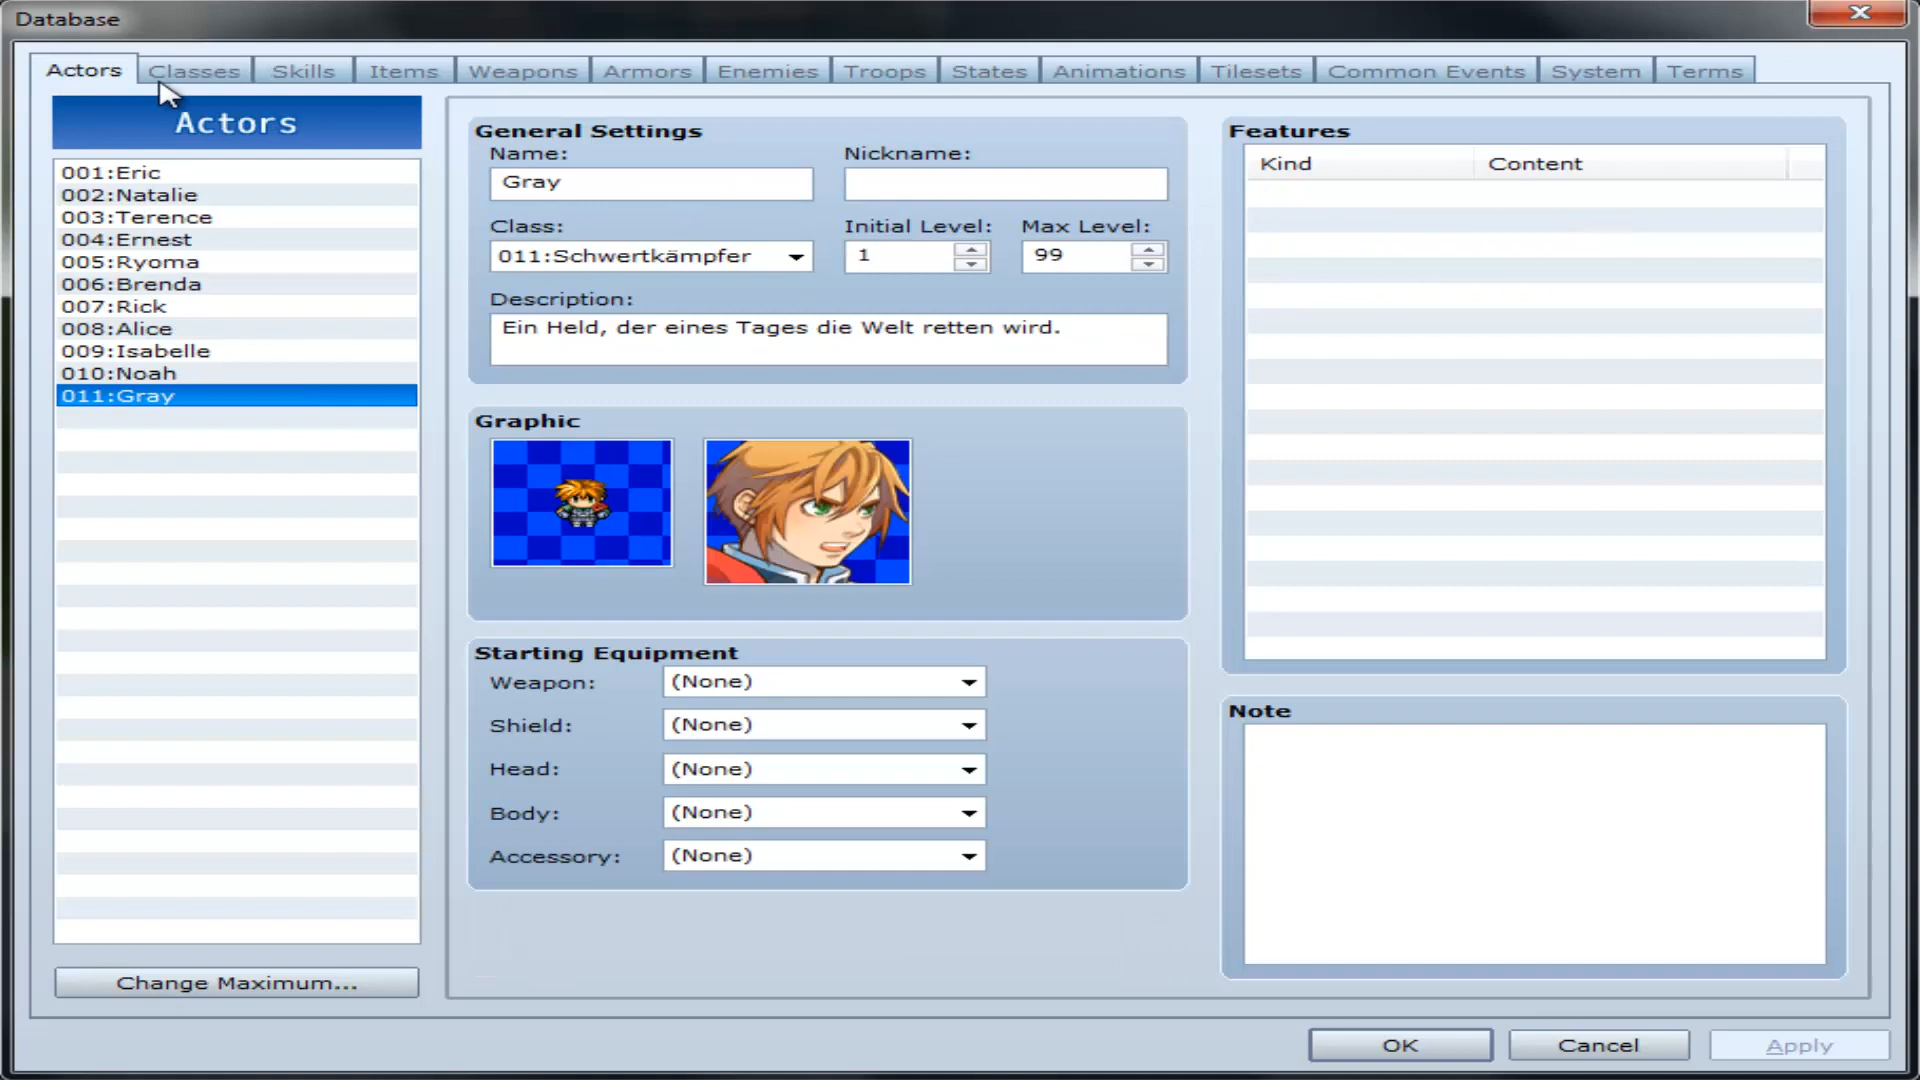 Database
Actors Classes Skills Items Weapons Armors Enemies Troops States Animations Tilesets Common Events System Terms
Actors
001:Eric
002:Natalie
003:Terence
004:Ernest
005:Ryoma
006:Brenda
007:Rick
008:Alice
009:Isabelle
010:Noah
011:Gray
Change Maximum...
General Settings
Name: Nickname:
Gray
Class: Initial Level: Max Level:
011:Schwertkämpfer 1 99
Description:
Ein Held, der eines Tages die Welt retten wird.
Graphic
Starting Equipment
Weapon: (None)
Shield: (None)
Head: (None)
Body: (None)
Accessory: (None)
Features
Kind Content
Note
OK Cancel Apply